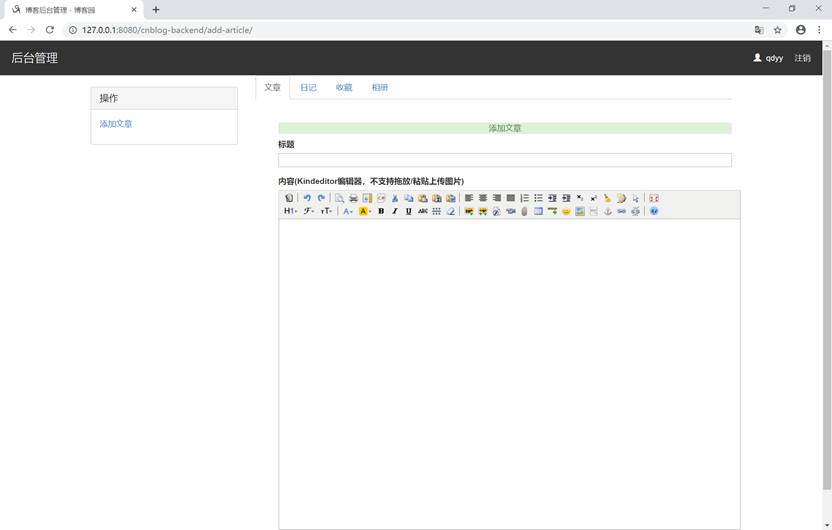 博客后台管理 - 博客园
127.0.0.1:8080/cnblog-backend/add-article/
后台管理
qdyy 注销
操作
添加文章
文章 日记 收藏 相册
添加文章
标题
内容(Kindeditor编辑器，不支持拖放/粘贴上传图片)